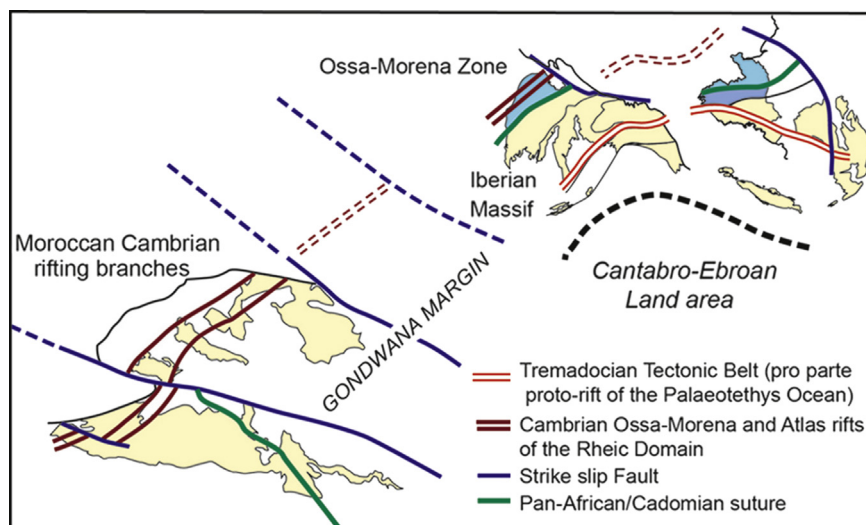 Ossa-Morena Zone
Iberian
Massif
Moroccan Cambrian
rifting branches
GONDWANA MARGIN
Cantabro-Ebroan
Land area
Tremadocian Tectonic Belt (pro parte
proto-rift of the Palaeotethys Ocean)
Cambrian Ossa-Morena and Atlas rifts
of the Rheic Domain
Strike slip Fault
Pan-African/Cadomian suture